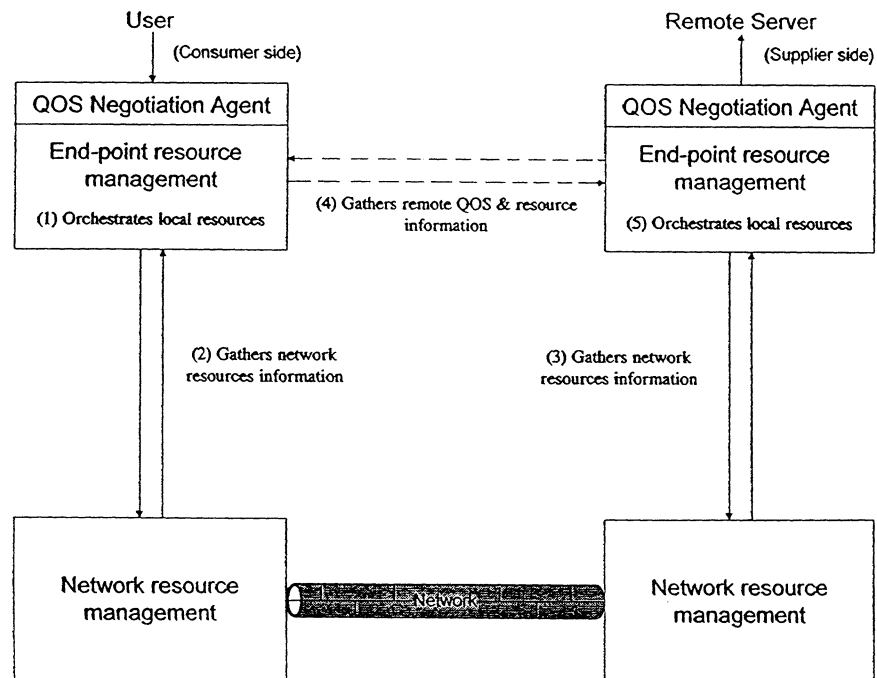 User
(Consumer side)
QOS Negotiation Agent
End-point resource
management
(1) Orchestrates local resources
Remote Server
(Supplier side)
QOS Negotiation Agent
End-point resource
management
(5) Orchestrates local resources
(4) Gathers remote QOS & resource
information
(2) Gathers network
resources information
(3) Gathers network
resources information
Network resource
management
Network
Network resource
management